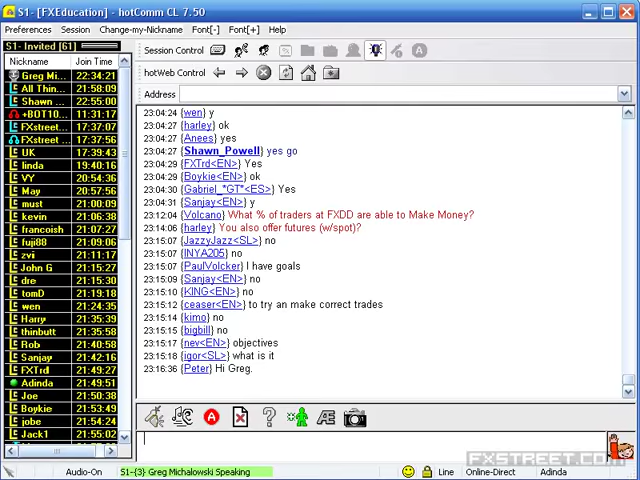 S1- [FXEducation] - hotComm CL 7.50
Preferences Session Change-my-Nickname Font[-] Font[+] Help
S1- Invited [61]
Session Control
Nickname Join Time
hotWeb Control
Address
Greg Mi... 22:34:21
All Thin... 21:58:09
Shawn ... 22:55:00
+BOT10... 11:31:17
FXstreet... 17:37:07
FXstreet... 17:37:56
UK 17:39:42
linda 19:40:16
VY 20:54:36
May 20:57:56
must 21:00:09
kevin 21:06:06
francoish 21:07:07
fuji88 21:09:06
zvi 21:11:17
John G 21:15:17
dre 21:15:30
tomD 21:19:18
wen 21:24:35
Harry 21:35:39
thinbutt 21:35:58
Rob 21:40:58
Sanjay 21:42:16
FXTrd 21:49:27
Adinda 21:49:51
Joe 21:50:38
Boykie 21:53:49
jobe 21:54:24
Jack1 21:55:02
23:04:24 {wen} y
23:04:27 {harley} ok
23:04:27 {Anees} yes
23:04:27 {Shawn_Powell} yes go
23:04:29 {FXTrd<EN>} Yes
23:04:29 {Boykie<EN>} ok
23:04:30 {Gabriel_*GT*<ES>} Yes
23:04:31 {Sanjay<EN>} y
23:12:04 {Volcano} What % of traders at FXDD are able to Make Money?
23:14:06 {harley} You also offer futures (w/spot)?
23:15:07 {JazzyJazz<SL>} no
23:15:07 {INYA205} no
23:15:07 {PaulVolcker} I have goals
23:15:09 {Sanjay<EN>} no
23:15:10 {KING<EN>} no
23:15:12 {ceaser<EN>} to try an make correct trades
23:15:14 {kimo} no
23:15:15 {bigbill} no
23:15:18 {nev<EN>} objectives
23:15:18 {igor<SL>} what is it
23:16:36 {Peter} Hi Greg.
FXSTREET.COM
Audio-On S1-{3} Greg Michalowski Speaking Line Online-Direct Adinda